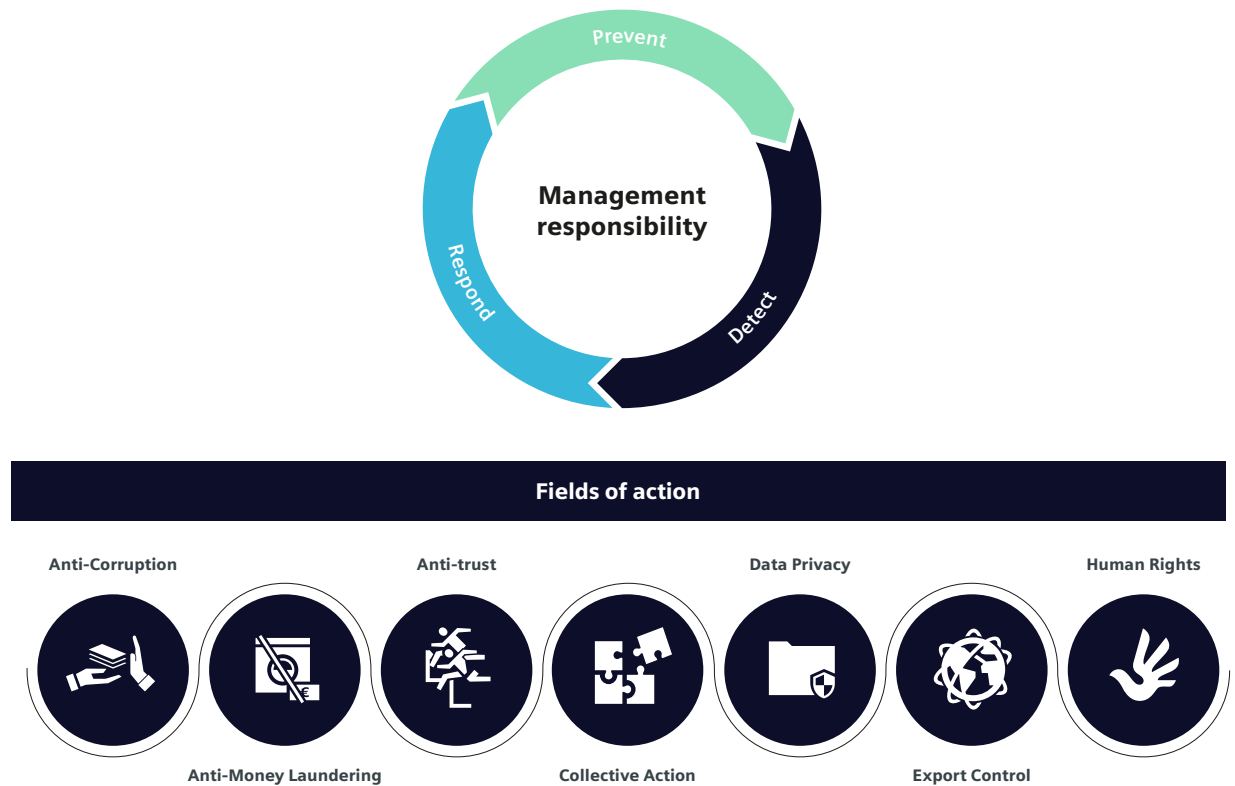 Prevent
Management
responsibility
Respond
Detect
Fields of action
Anti-Corruption
Anti-trust
Data Privacy
Human Rights
€
Anti-Money Laundering
Collective Action
Export Control